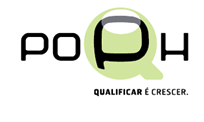 POPH
QUALIFICAR É CRESCER.